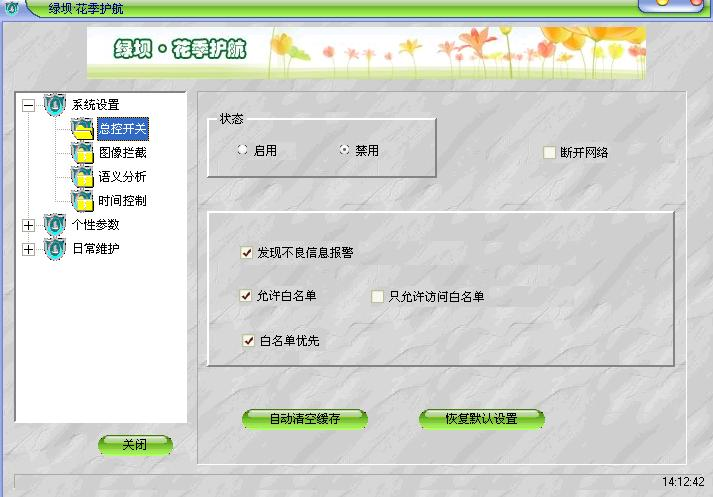 绿坝·花季护航
绿坝·花季护航
系统设置
总控开关
图像拦截
语义分析
时间控制
个性参数
日常维护
状态
启用
禁用
断开网络
发现不良信息报警
允许白名单
只允许访问白名单
白名单优先
自动清空缓存
恢复默认设置
关闭
14:12:42